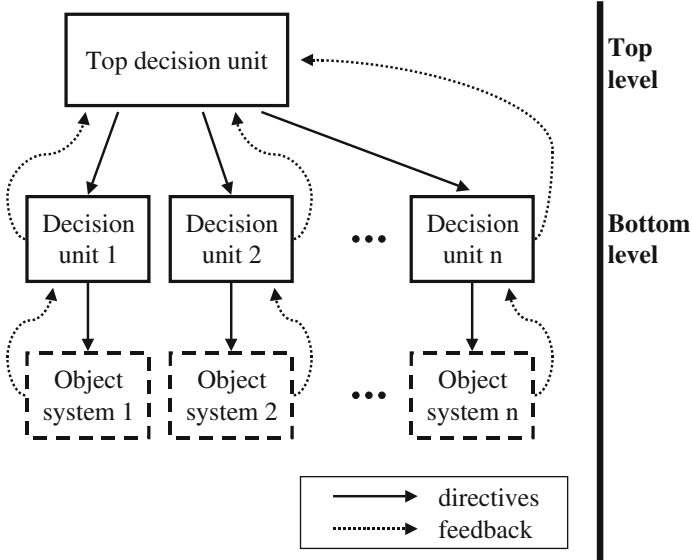 Top decision unit
Top
level
Decision
unit 1
Decision
unit 2
•••
Decision
unit n
Bottom
level
Object
system 1
Object
system 2
•••
Object
system n
directives
feedback